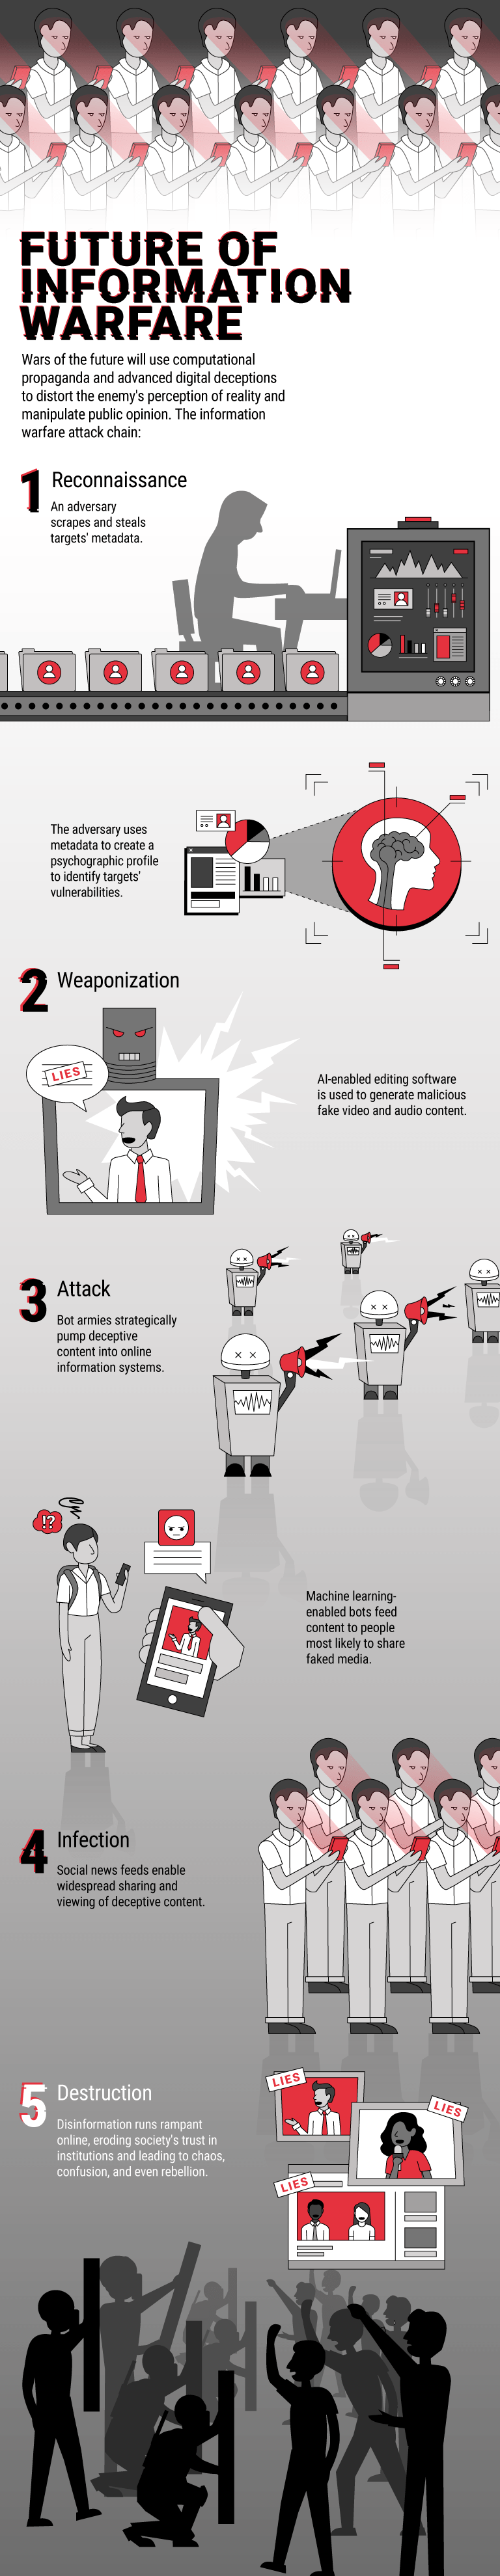 FUTURE OF
INFORMATION
WARFARE
Wars of the future will use computational
propaganda and advanced digital deceptions
to distort the enemy's perception of reality and
manipulate public opinion. The information
warfare attack chain:
1 Reconnaissance
An adversary
scrapes and steals
targets' metadata.
The adversary uses
metadata to create a
psychographic profile
to identify targets'
vulnerabilities.
2 Weaponization
LIES
AI-enabled editing software
is used to generate malicious
fake video and audio content.
3 Attack
Bot armies strategically
pump deceptive
content into online
information systems.
!?
Machine learning-
enabled bots feed
content to people
most likely to share
faked media.
4 Infection
Social news feeds enable
widespread sharing and
viewing of deceptive content.
5 Destruction
Disinformation runs rampant
online, eroding society's trust in
institutions and leading to chaos,
confusion, and even rebellion.
LIES
LIES
LIES